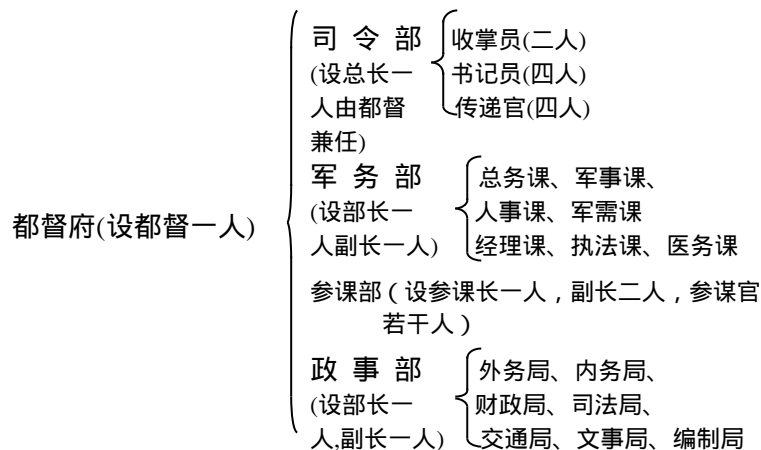 都督府(设都督一人)
司令部
(设总长一
人由都督
兼任)
收掌员(二人)
书记员(四人)
传递官(四人)
军务部
(设部长一
人副长一人)
总务课、军事课、
人事课、军需课
经理课、执法课、医务课
参课部(设参课长一人,副长二人,参谋官
若干人)
政事部
(设部长一
人,副长一人)
外务局、内务局、
财政局、司法局、
交通局、文事局、编制局